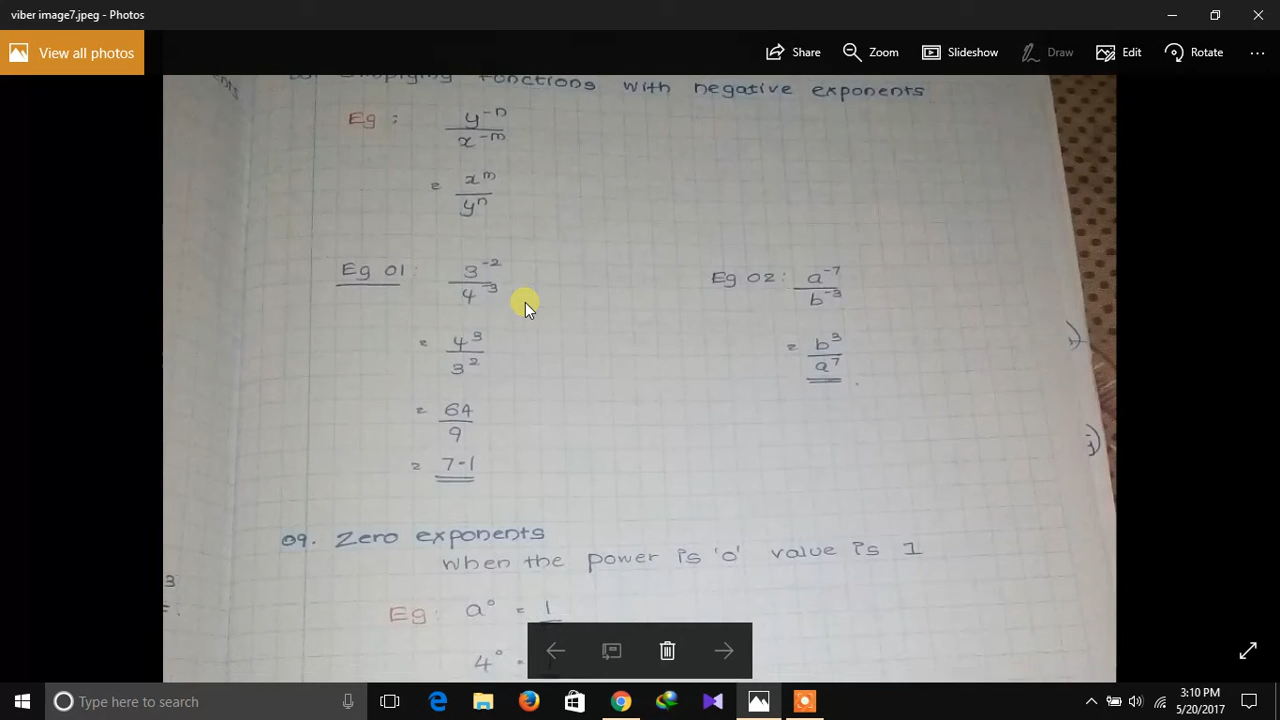 viber image7.jpeg - Photos
View all photos
Share Zoom Slideshow Draw Edit Rotate
functions with negative exponents
Eg : y⁻ⁿ / x⁻ᵐ
= xᵐ / yⁿ
Eg 01: 3⁻² / 4⁻³
= 4³ / 3²
= 64 / 9
= 7-1
Eg 02: a⁻⁷ / b⁻³
= b³ / a⁷
09. Zero exponents
When the power is 'o' value is 1
Eg: a⁰ = 1
4⁰ =
i)
j)
3
Type here to search
3:10 PM
5/20/2017